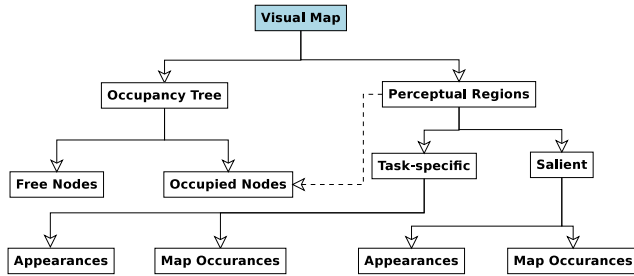 Visual Map
Occupancy Tree
Perceptual Regions
Free Nodes
Occupied Nodes
Task-specific
Salient
Appearances
Map Occurances
Appearances
Map Occurances